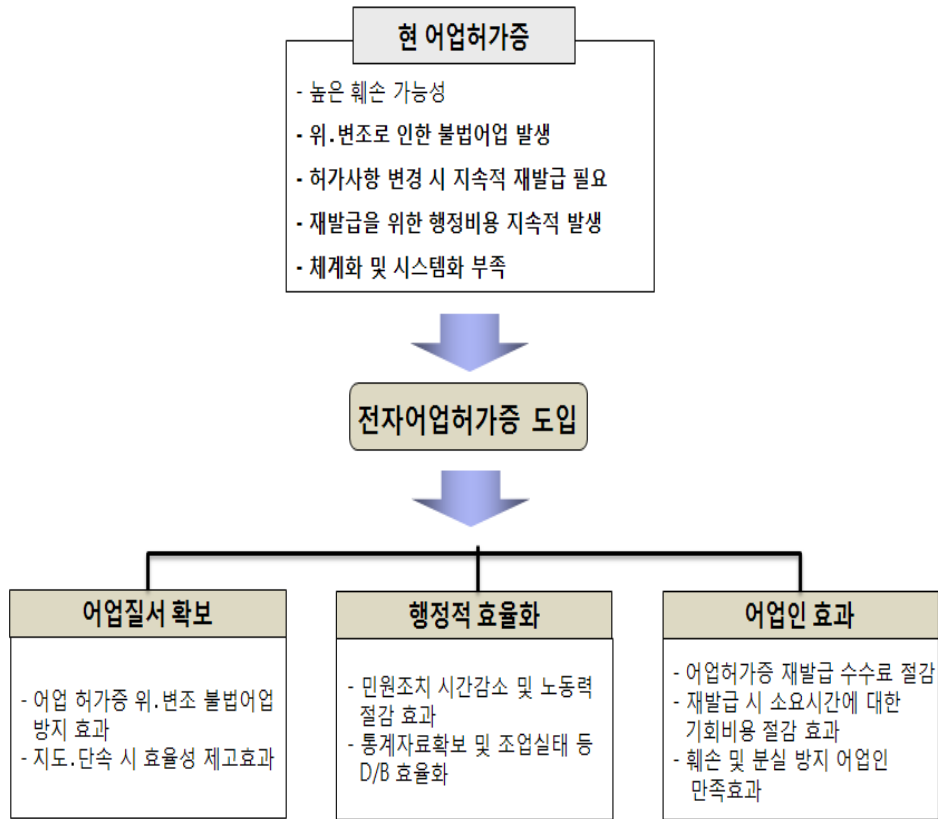 현 어업허가증
- 높은 훼손 가능성
- 위.변조로 인한 불법어업 발생
- 허가사항 변경 시 지속적 재발급 필요
- 재발급을 위한 행정비용 지속적 발생
- 체계화 및 시스템화 부족
전자어업허가증 도입
어업질서 확보
- 어업 허가증 위.변조 불법어업
방지 효과
- 지도.단속 시 효율성 제고효과
행정적 효율화
- 민원조치 시간감소 및 노동력
절감 효과
- 통계자료확보 및 조업실태 등
D/B 효율화
어업인 효과
- 어업허가증 재발급 수수료 절감
- 재발급 시 소요시간에 대한
기회비용 절감 효과
- 훼손 및 분실 방지 어업인
만족효과